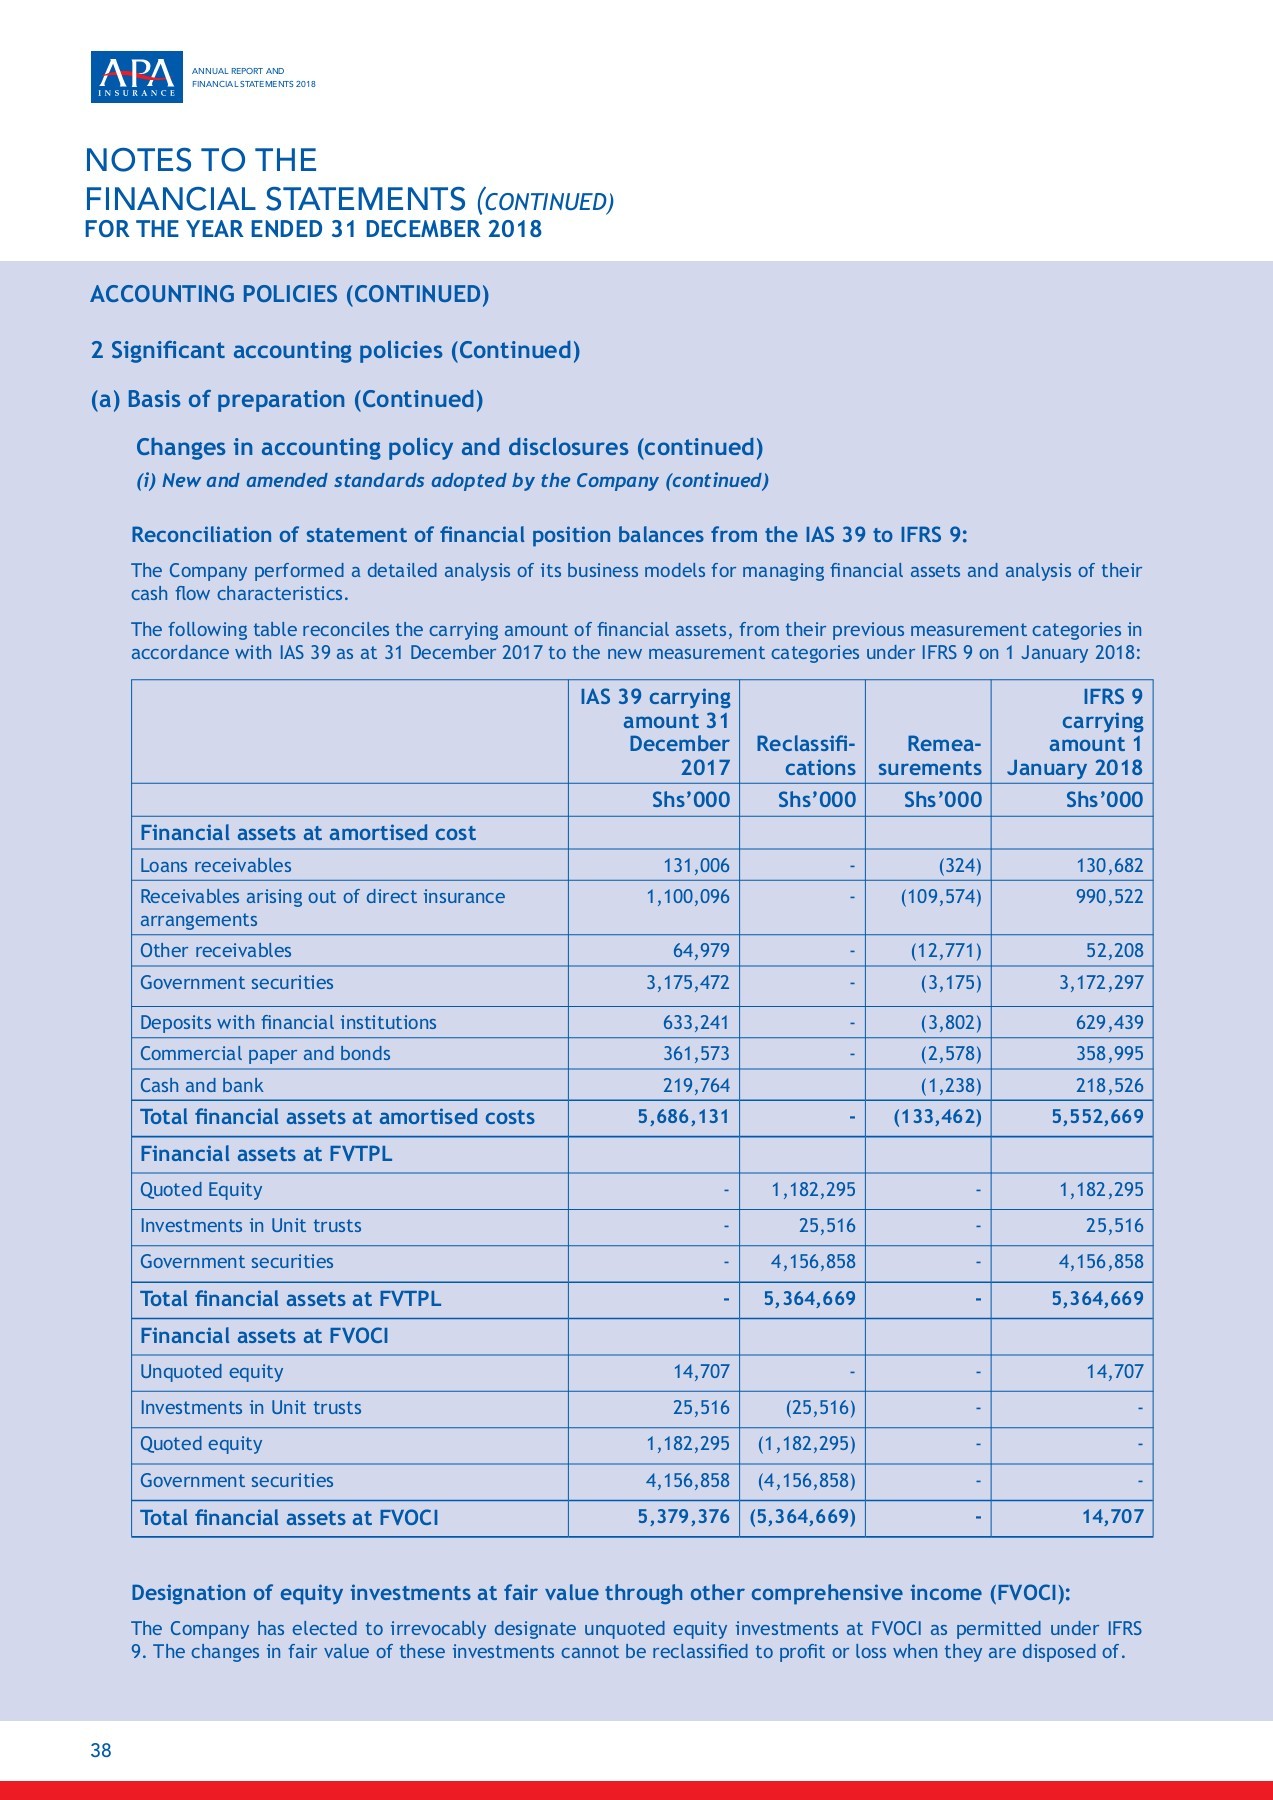 APA
INSURANCE
ANNUAL REPORT AND
FINANCIAL STATEMENTS 2018
NOTES TO THE
FINANCIAL STATEMENTS (CONTINUED)
FOR THE YEAR ENDED 31 DECEMBER 2018
ACCOUNTING POLICIES (CONTINUED)
2 Significant accounting policies (Continued)
(a) Basis of preparation (Continued)
Changes in accounting policy and disclosures (continued)
(i) New and amended standards adopted by the Company (continued)
Reconciliation of statement of financial position balances from the IAS 39 to IFRS 9:
The Company performed a detailed analysis of its business models for managing financial assets and analysis of their
cash flow characteristics.
The following table reconciles the carrying amount of financial assets, from their previous measurement categories in
accordance with IAS 39 as at 31 December 2017 to the new measurement categories under IFRS 9 on 1 January 2018:
IAS 39 carrying IFRS 9
amount 31 carrying
December Reclassifi- Remea- amount 1
2017 cations surements January 2018
Shs’000 Shs’000 Shs’000 Shs’000
Financial assets at amortised cost
Loans receivables 131,006 - (324) 130,682
Receivables arising out of direct insurance 1,100,096 - (109,574) 990,522
arrangements
Other receivables 64,979 - (12,771) 52,208
Government securities 3,175,472 - (3,175) 3,172,297
Deposits with financial institutions 633,241 - (3,802) 629,439
Commercial paper and bonds 361,573 - (2,578) 358,995
Cash and bank 219,764 (1,238) 218,526
Total financial assets at amortised costs 5,686,131 - (133,462) 5,552,669
Financial assets at FVTPL
Quoted Equity - 1,182,295 - 1,182,295
Investments in Unit trusts - 25,516 - 25,516
Government securities - 4,156,858 - 4,156,858
Total financial assets at FVTPL - 5,364,669 - 5,364,669
Financial assets at FVOCI
Unquoted equity 14,707 - - 14,707
Investments in Unit trusts 25,516 (25,516) - -
Quoted equity 1,182,295 (1,182,295) - -
Government securities 4,156,858 (4,156,858) - -
Total financial assets at FVOCI 5,379,376 (5,364,669) - 14,707
Designation of equity investments at fair value through other comprehensive income (FVOCI):
The Company has elected to irrevocably designate unquoted equity investments at FVOCI as permitted under IFRS
9. The changes in fair value of these investments cannot be reclassified to profit or loss when they are disposed of.
38